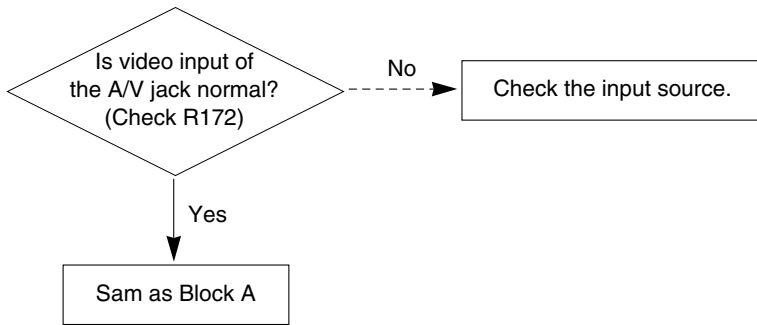 Is video input of
the A/V jack normal?
(Check R172)
No
Check the input source.
Yes
Sam as Block A